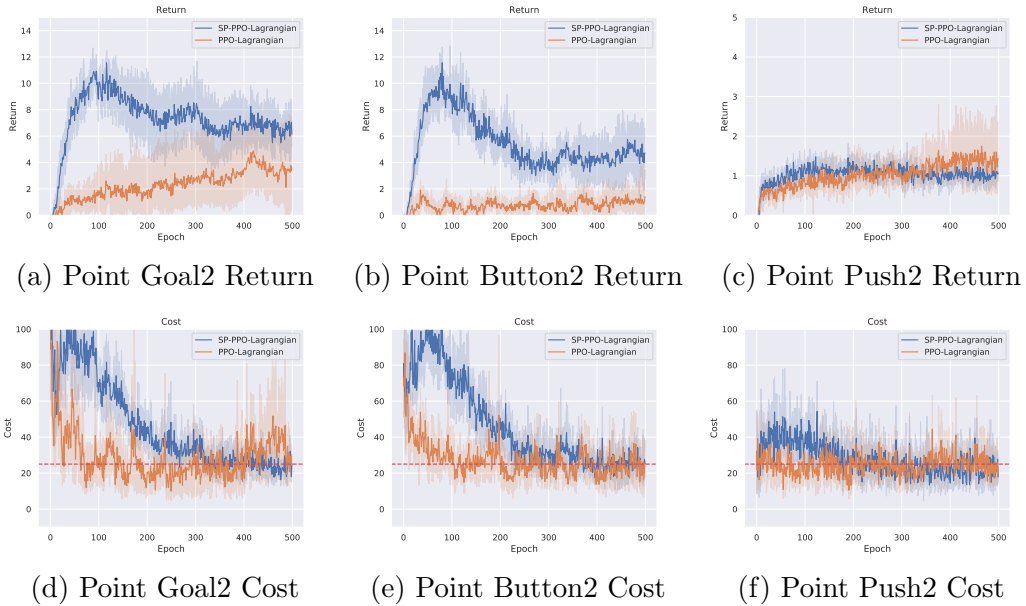 Return
SP-PPO-Lagrangian
PPO-Lagrangian
14
12
10
8
6
4
2
0
Return
0 100 200 300 400 500
Epoch
(a) Point Goal2 Return
Return
SP-PPO-Lagrangian
PPO-Lagrangian
14
12
10
8
6
4
2
0
Return
0 100 200 300 400 500
Epoch
(b) Point Button2 Return
Return
SP-PPO-Lagrangian
PPO-Lagrangian
5
4
3
2
1
0
Return
0 100 200 300 400 500
Epoch
(c) Point Push2 Return
Cost
SP-PPO-Lagrangian
PPO-Lagrangian
100
80
60
40
20
0
Cost
0 100 200 300 400 500
Epoch
(d) Point Goal2 Cost
Cost
SP-PPO-Lagrangian
PPO-Lagrangian
100
80
60
40
20
0
Cost
0 100 200 300 400 500
Epoch
(e) Point Button2 Cost
Cost
SP-PPO-Lagrangian
PPO-Lagrangian
100
80
60
40
20
0
Cost
0 100 200 300 400 500
Epoch
(f) Point Push2 Cost